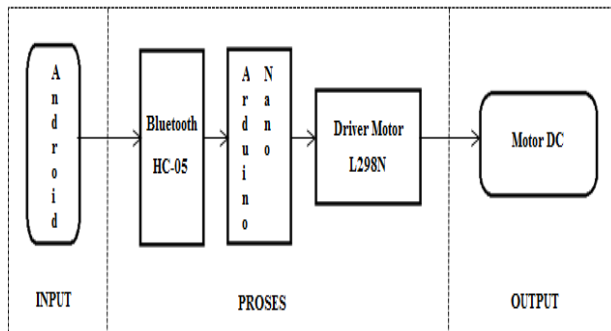 Android
Bluetooth
HC-05
Arduino
Nano
Driver Motor
L298N
Motor DC
INPUT
PROSES
OUTPUT